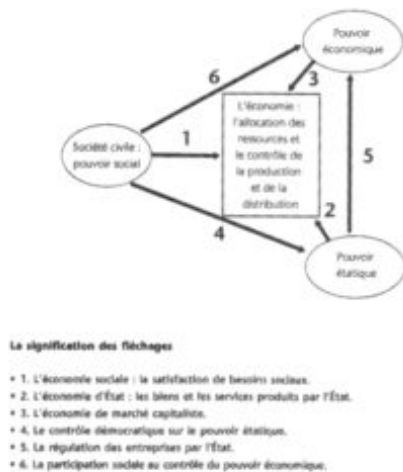 Pouvoir
économique
6
3
L'économie :
l'allocation des
ressources et
le contrôle de
la production
et de la
distribution
1
Société civile :
pouvoir social
5
2
4
Pouvoir
étatique
La signification des fléchages
• 1. L'économie sociale : la satisfaction de besoins sociaux.
• 2. L'économie d'État : les biens et les services produits par l'État.
• 3. L'économie de marché capitaliste.
• 4. Le contrôle démocratique sur le pouvoir étatique.
• 5. La régulation des entreprises par l'État.
• 6. La participation sociale au contrôle du pouvoir économique.